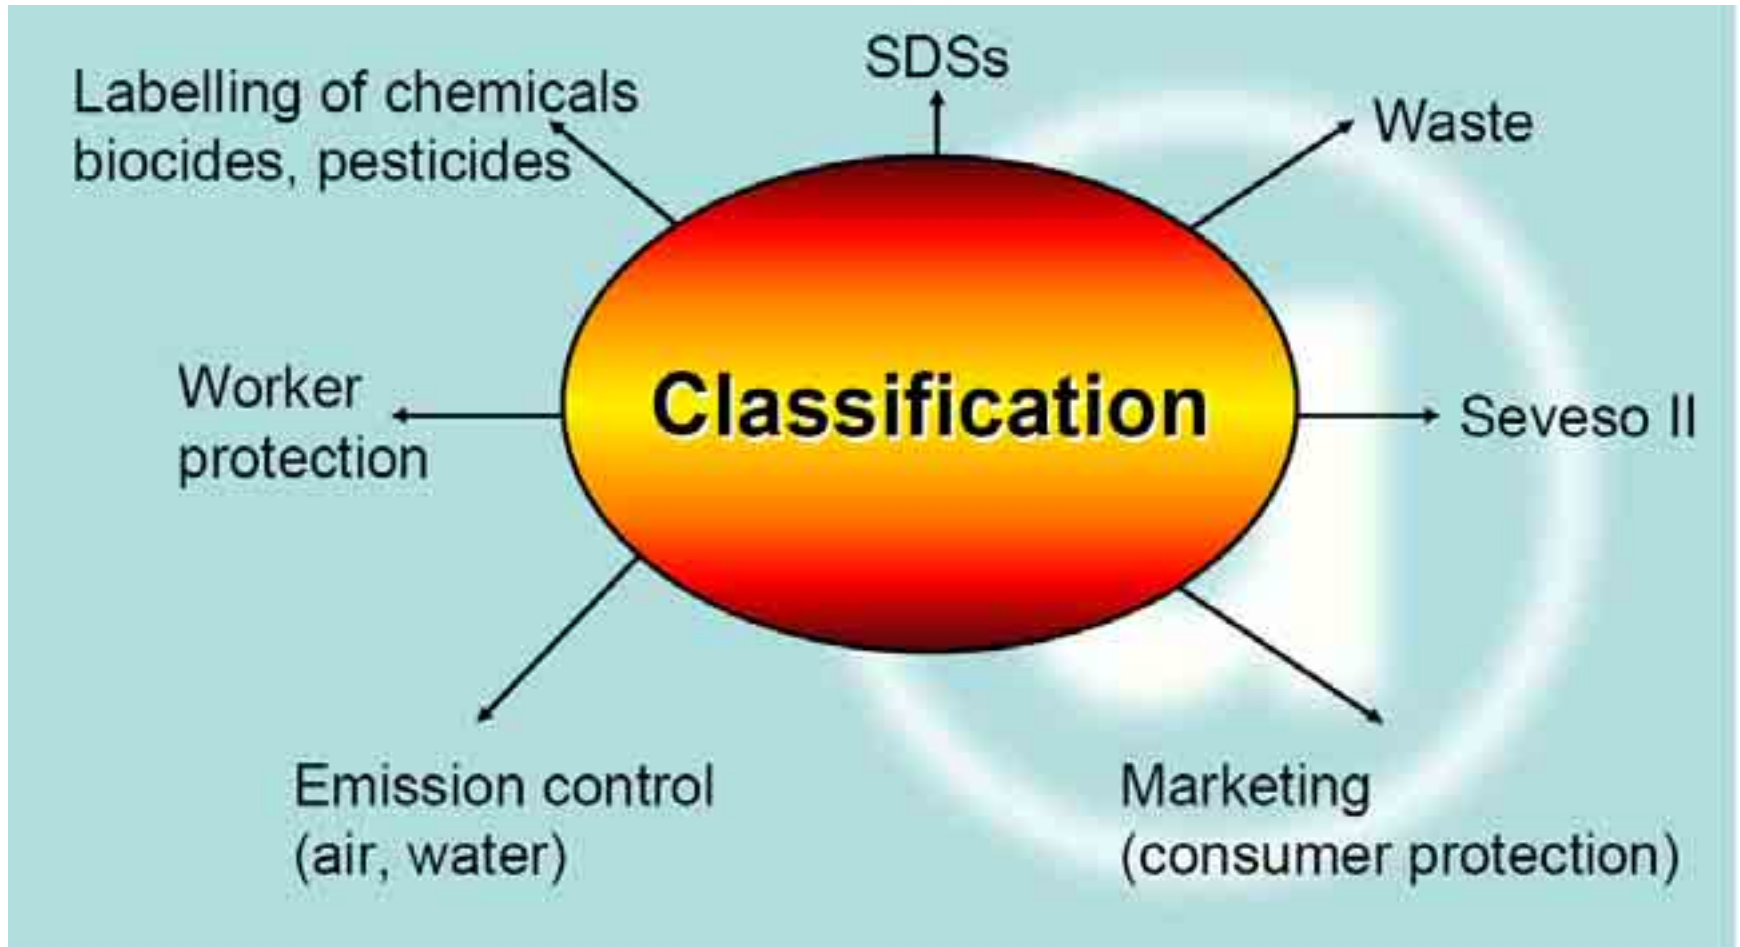 SDSs
Labelling of chemicals
biocides, pesticides
Waste
Worker
protection
Classification
Seveso II
Emission control
(air, water)
Marketing
(consumer protection)